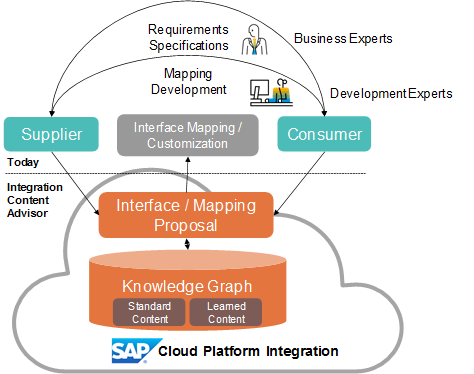 Requirements
Specifications
Business Experts
Mapping
Development
Development Experts
Supplier
Interface Mapping /
Customization
Consumer
Today
Integration
Content
Advisor
Interface / Mapping
Proposal
Knowledge Graph
Standard
Content
Learned
Content
SAP Cloud Platform Integration